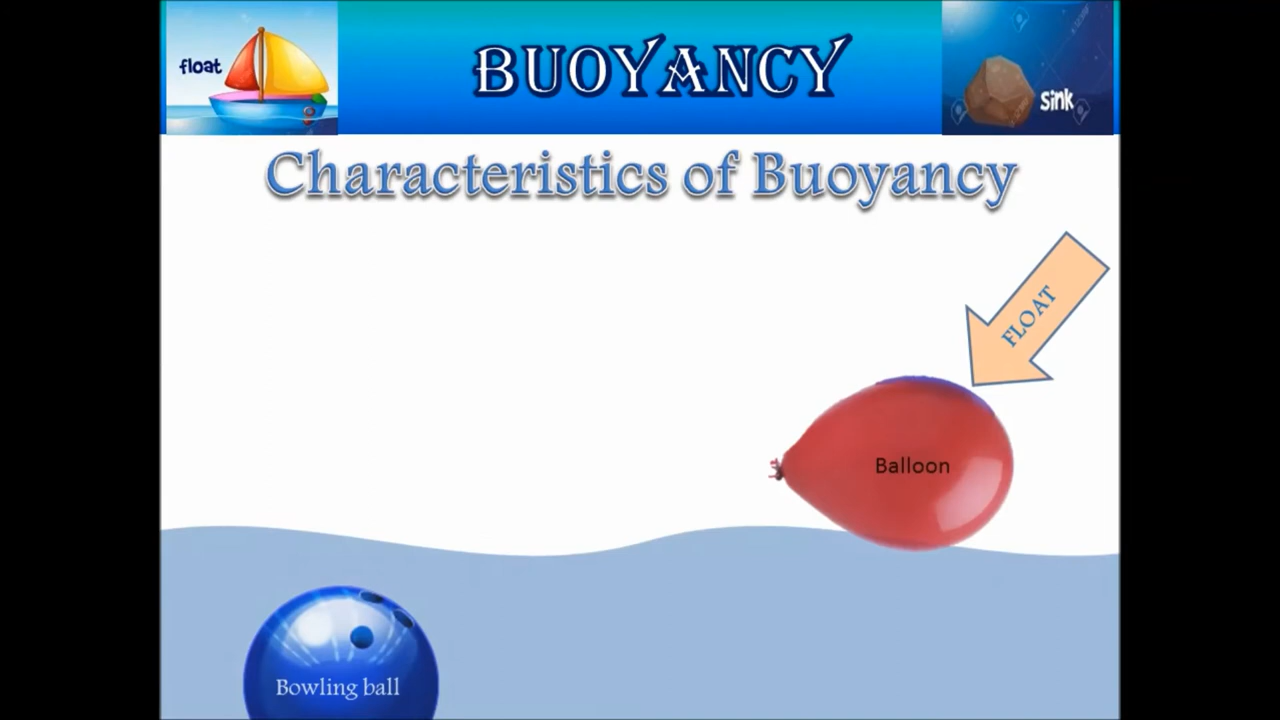 float
BUOYANCY
sink
Characteristics of Buoyancy
FLOAT
Balloon
Bowling ball